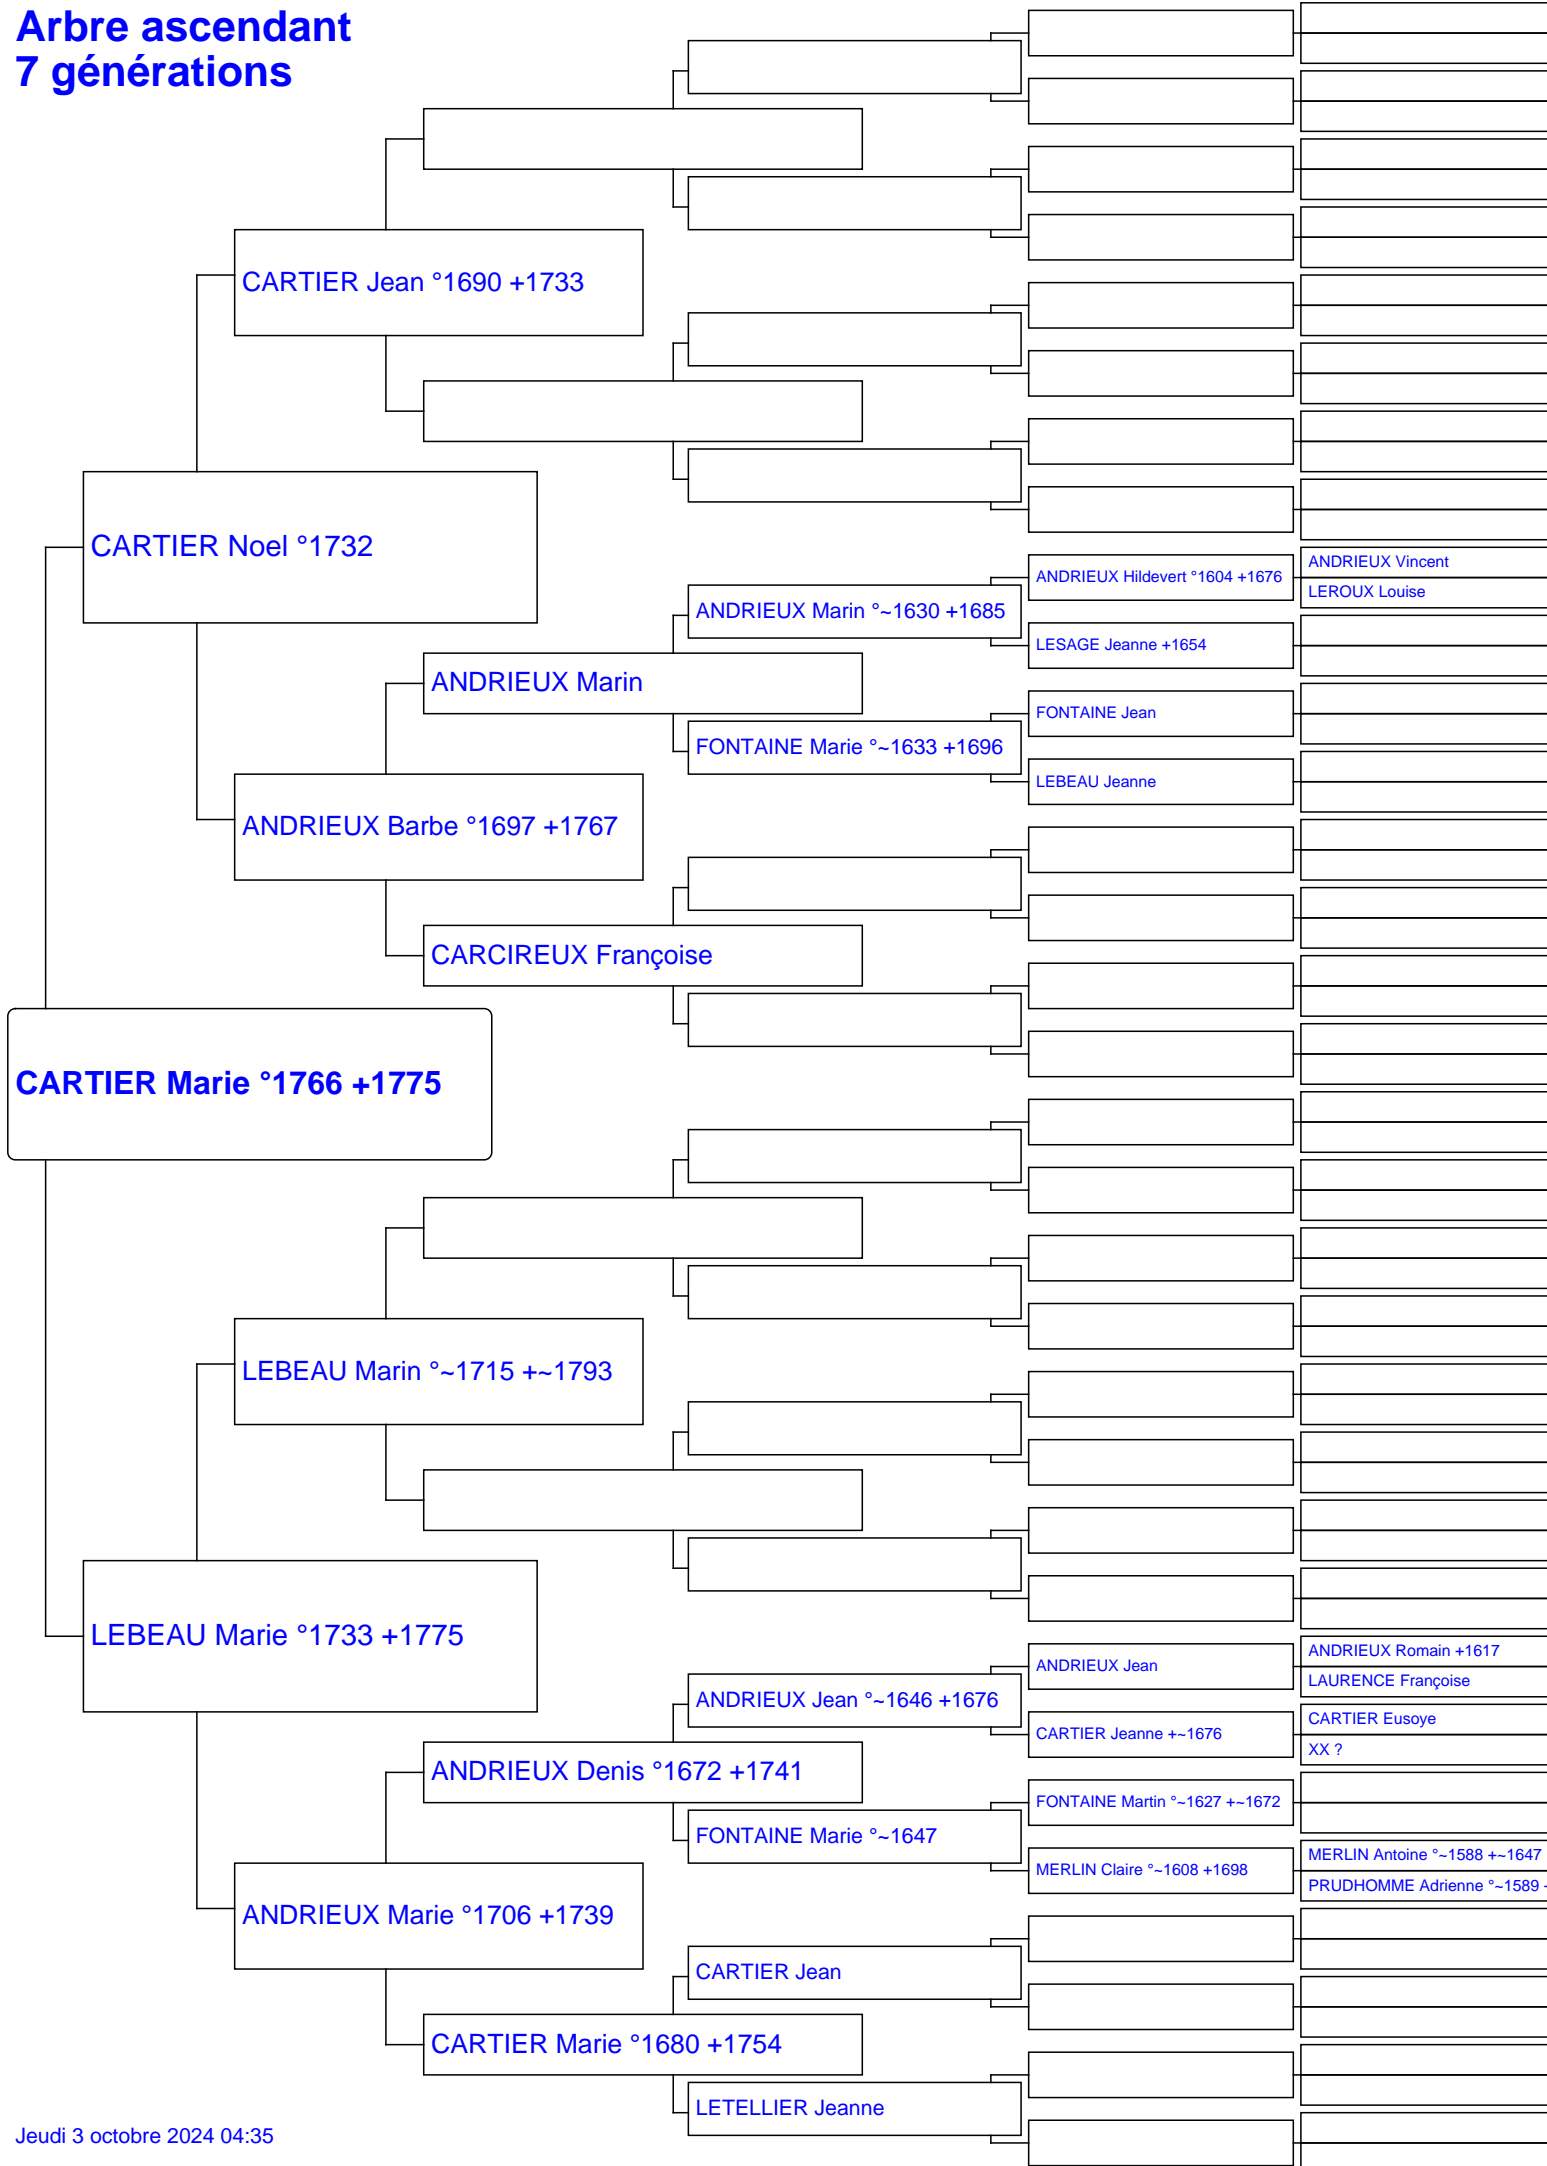 Arbre ascendant
7 générations
CARTIER Jean °1690 +1733
CARTIER Noel °1732
ANDRIEUX Vincent
ANDRIEUX Hildevert °1604 +1676
LEROUX Louise
ANDRIEUX Marin °~1630 +1685
LESAGE Jeanne +1654
ANDRIEUX Marin
FONTAINE Jean
FONTAINE Marie °~1633 +1696
LEBEAU Jeanne
ANDRIEUX Barbe °1697 +1767
CARCIREUX Françoise
CARTIER Marie °1766 +1775
LEBEAU Marin °~1715 +~1793
LEBEAU Marie °1733 +1775
ANDRIEUX Romain +1617
ANDRIEUX Jean
LAURENCE Françoise
ANDRIEUX Jean °~1646 +1676
CARTIER Eusoye
CARTIER Jeanne +~1676
XX ?
ANDRIEUX Denis °1672 +1741
FONTAINE Martin °~1627 +~1672
FONTAINE Marie °~1647
MERLIN Antoine °~1588 +~1647
MERLIN Claire °~1608 +1698
PRUDHOMME Adrienne °~1589
ANDRIEUX Marie °1706 +1739
CARTIER Jean
CARTIER Marie °1680 +1754
LETELLIER Jeanne
Jeudi 3 octobre 2024 04:35